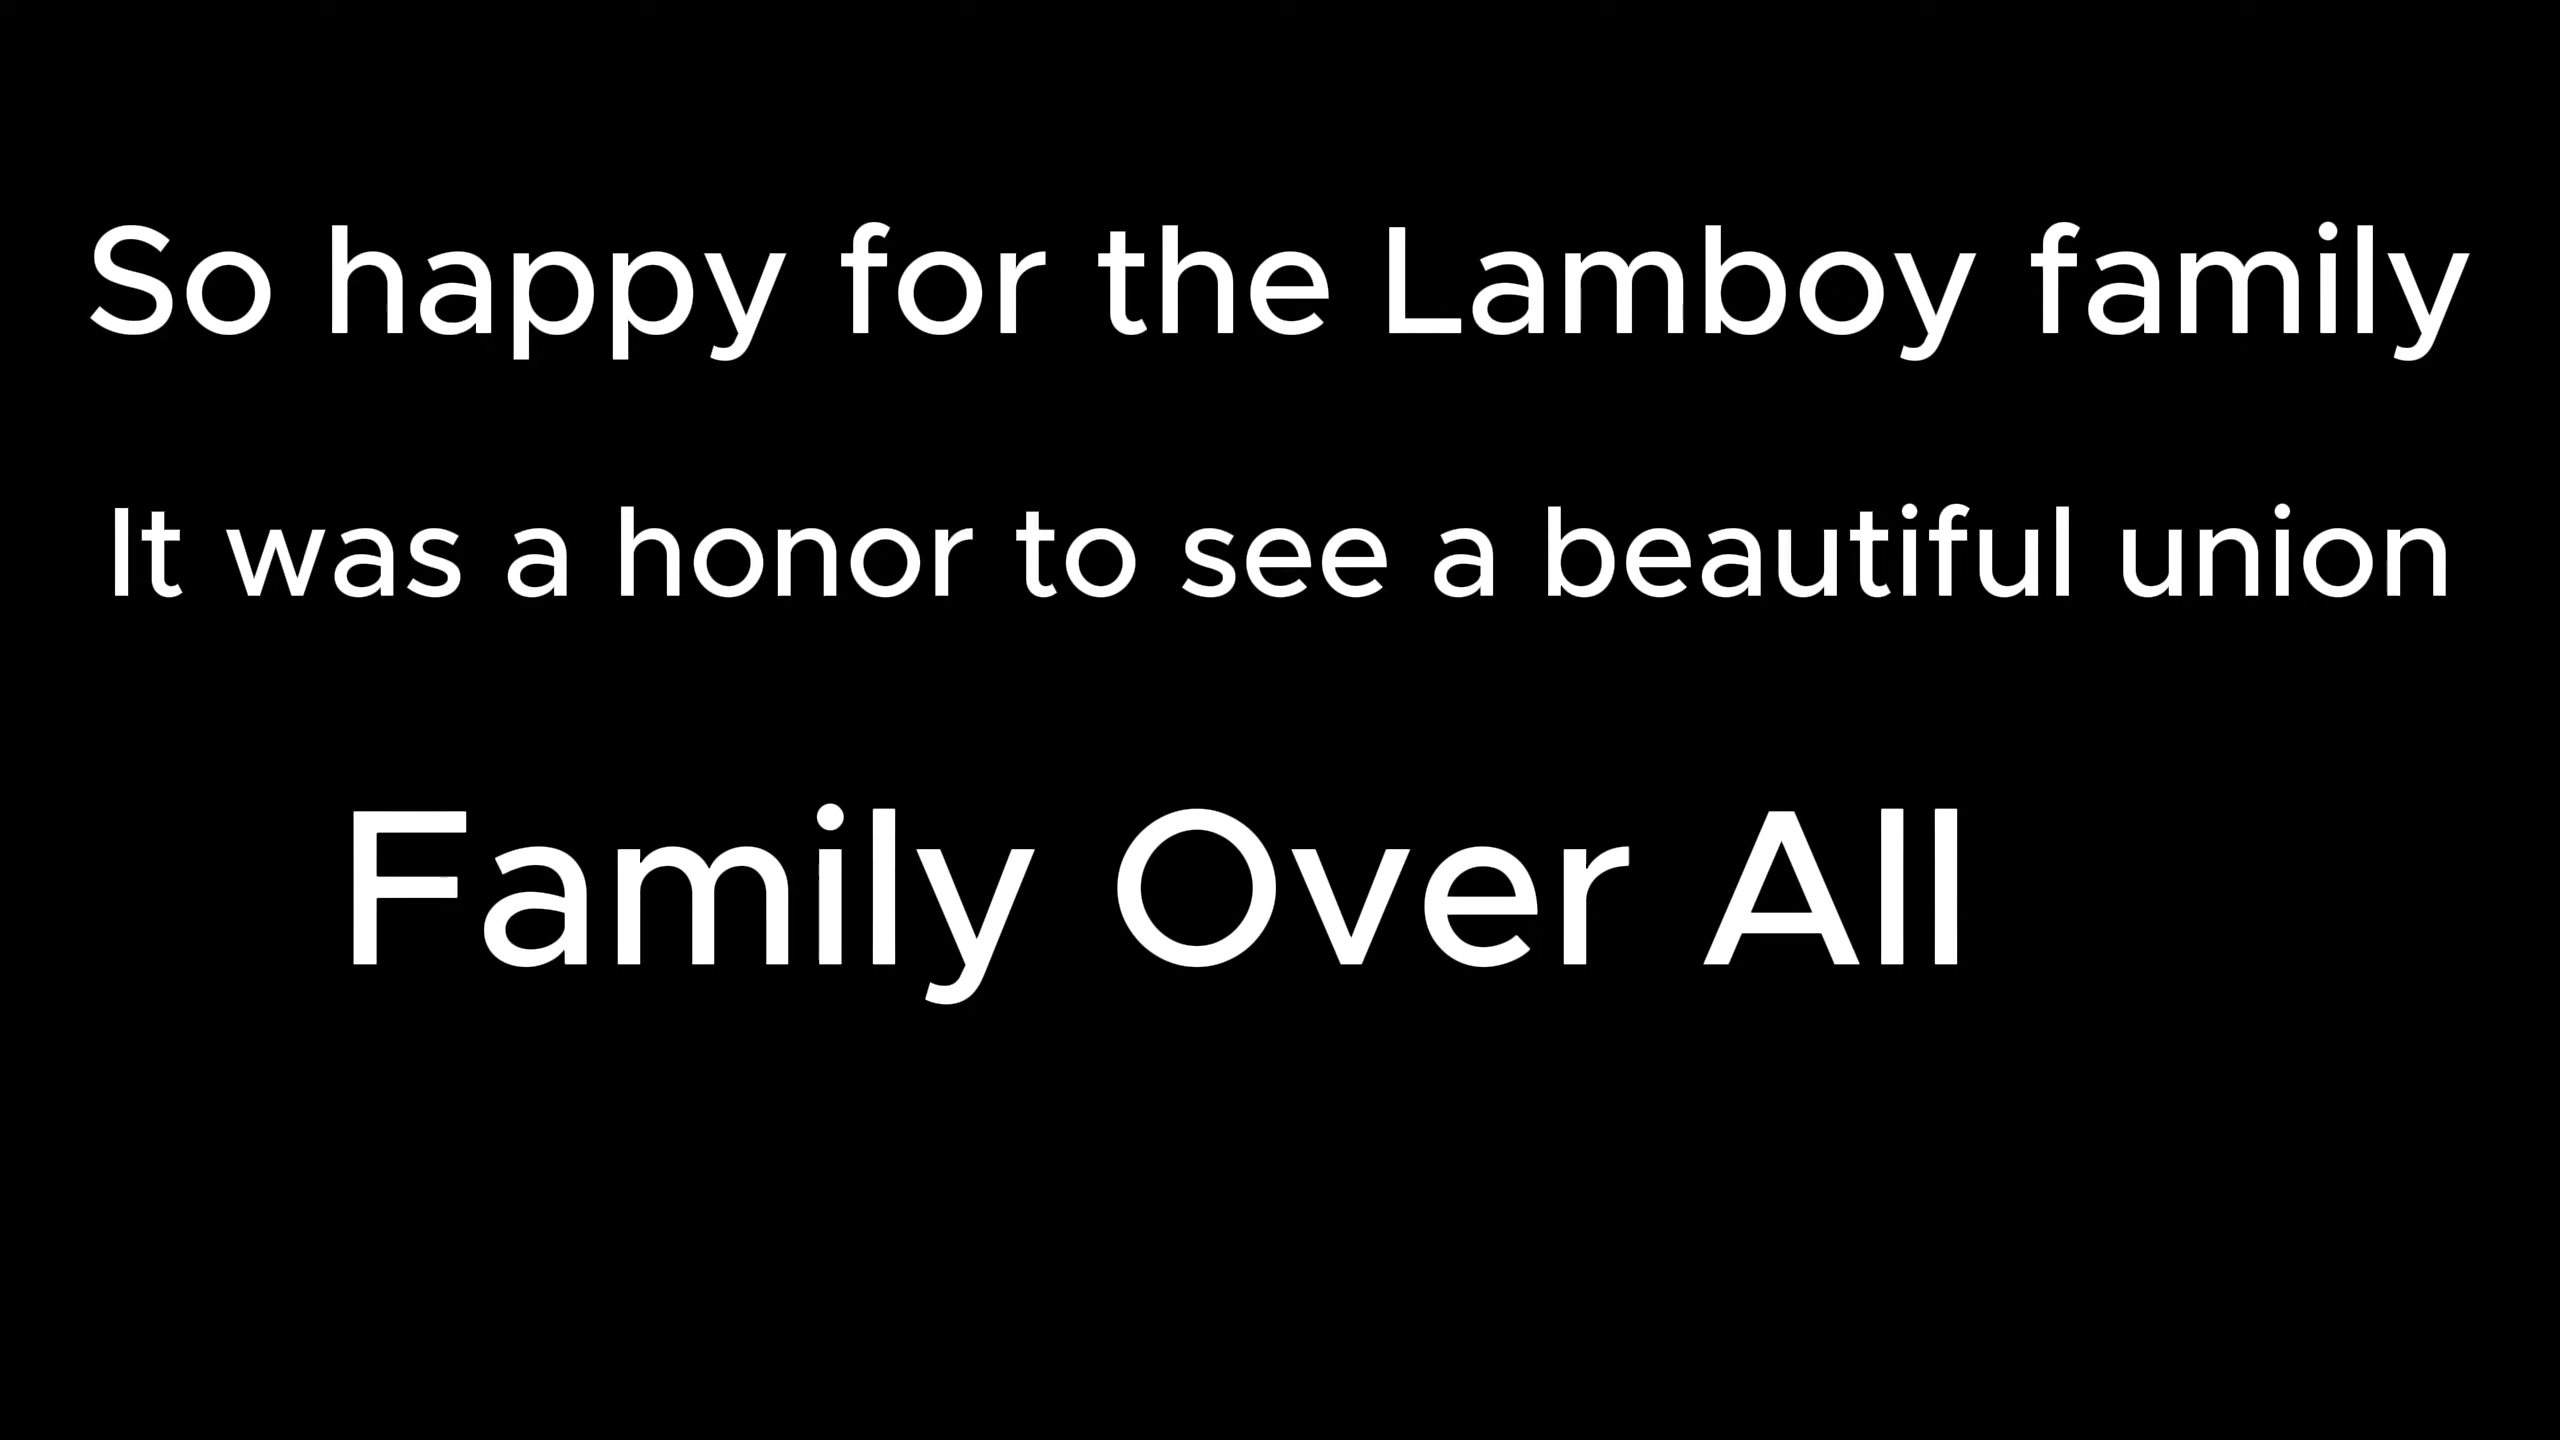 So happy for the Lamboy family
It was a honor to see a beautiful union
Family Over All